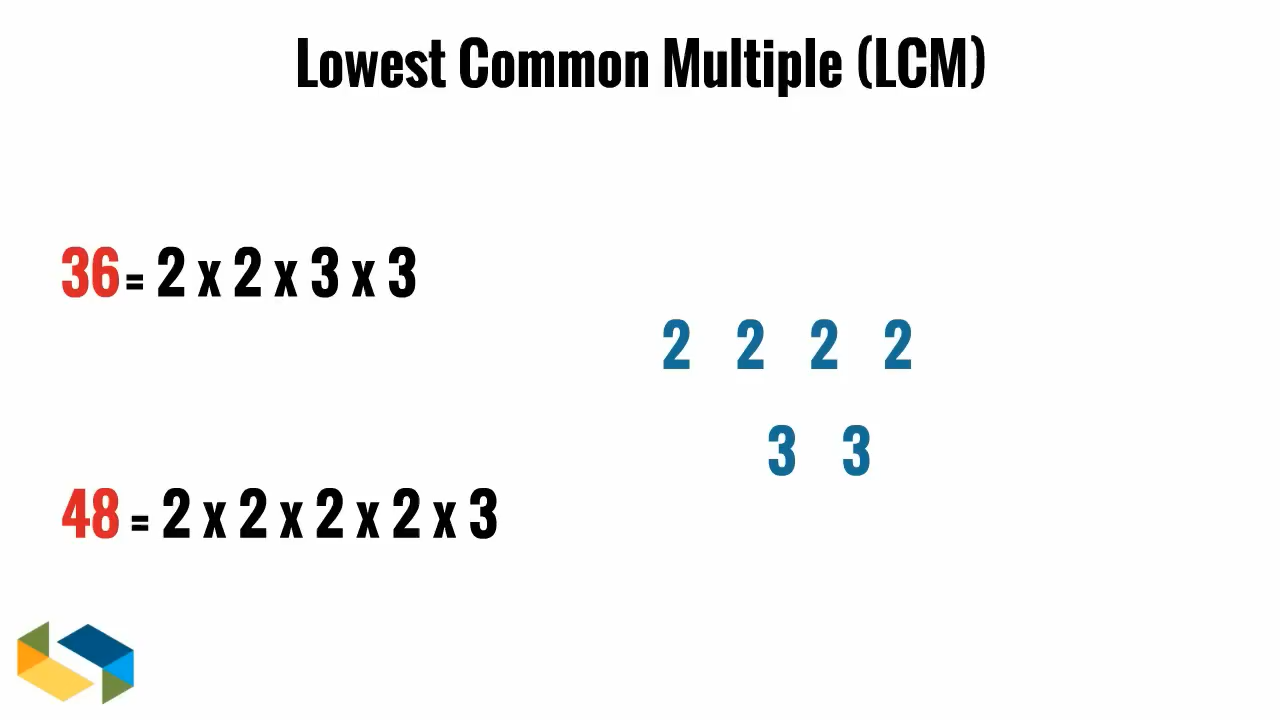 Lowest Common Multiple (LCM)
36 = 2 x 2 x 3 x 3
2 2 2 2
3 3
48 = 2 x 2 x 2 x 2 x 3